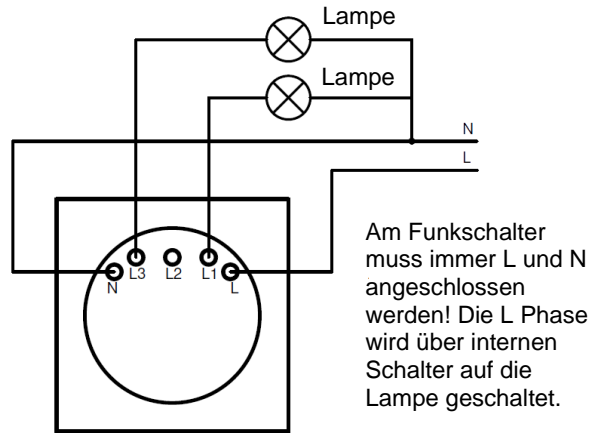 Lampe
Lampe
N
L
L3 L2 L1
N L
Am Funkschalter
muss immer L und N
angeschlossen
werden! Die L Phase
wird über internen
Schalter auf die
Lampe geschaltet.